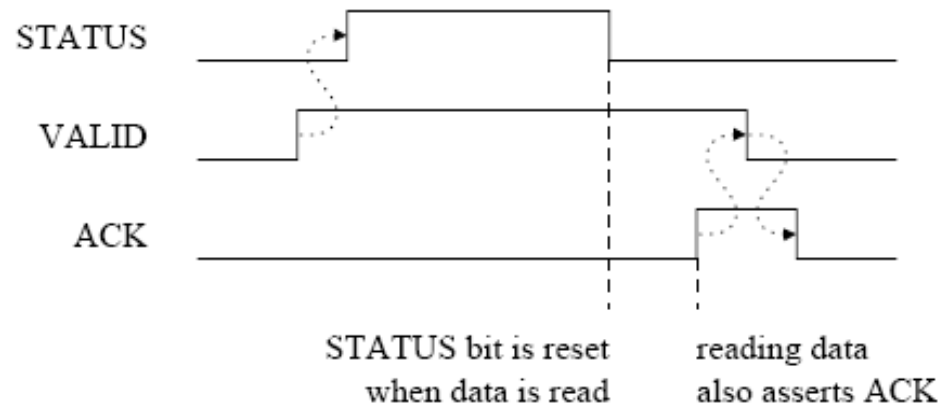 STATUS
VALID
ACK
STATUS bit is reset
when data is read
reading data
also asserts ACK